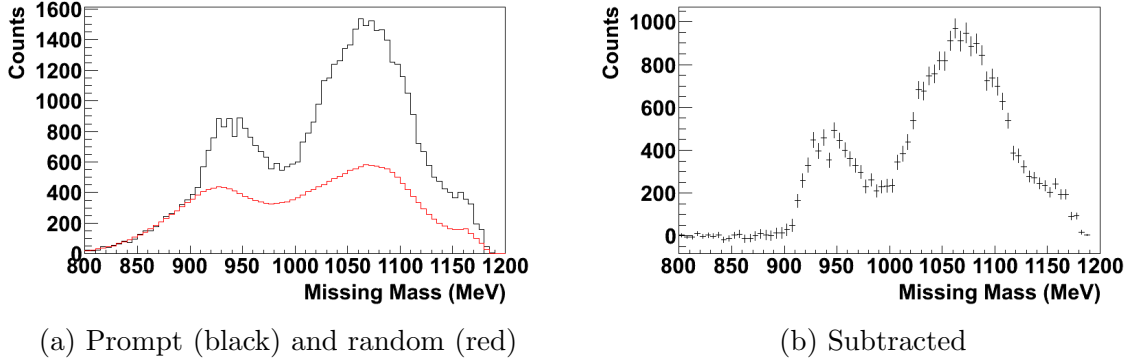 Counts
1600
1400
1200
1000
800
600
400
200
0
800 850 900 950 1000 1050 1100 1150 1200
Missing Mass (MeV)
(a) Prompt (black) and random (red)
Counts
1000
800
600
400
200
0
800 850 900 950 1000 1050 1100 1150 1200
Missing Mass (MeV)
(b) Subtracted